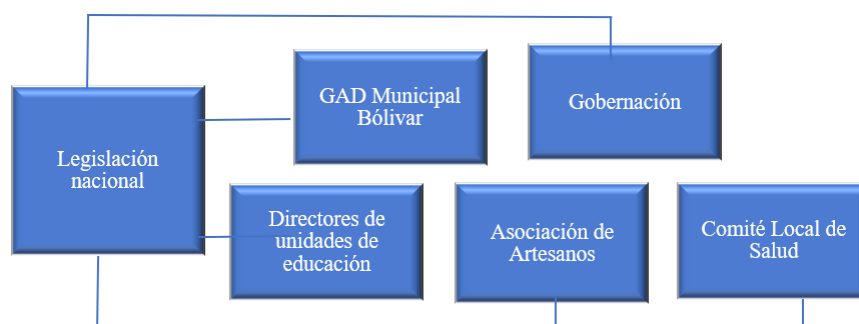 GAD Municipal
Bólivar
Gobernación
Legislación
nacional
Directores de
unidades de
educación
Asociación de
Artesanos
Comité Local de
Salud